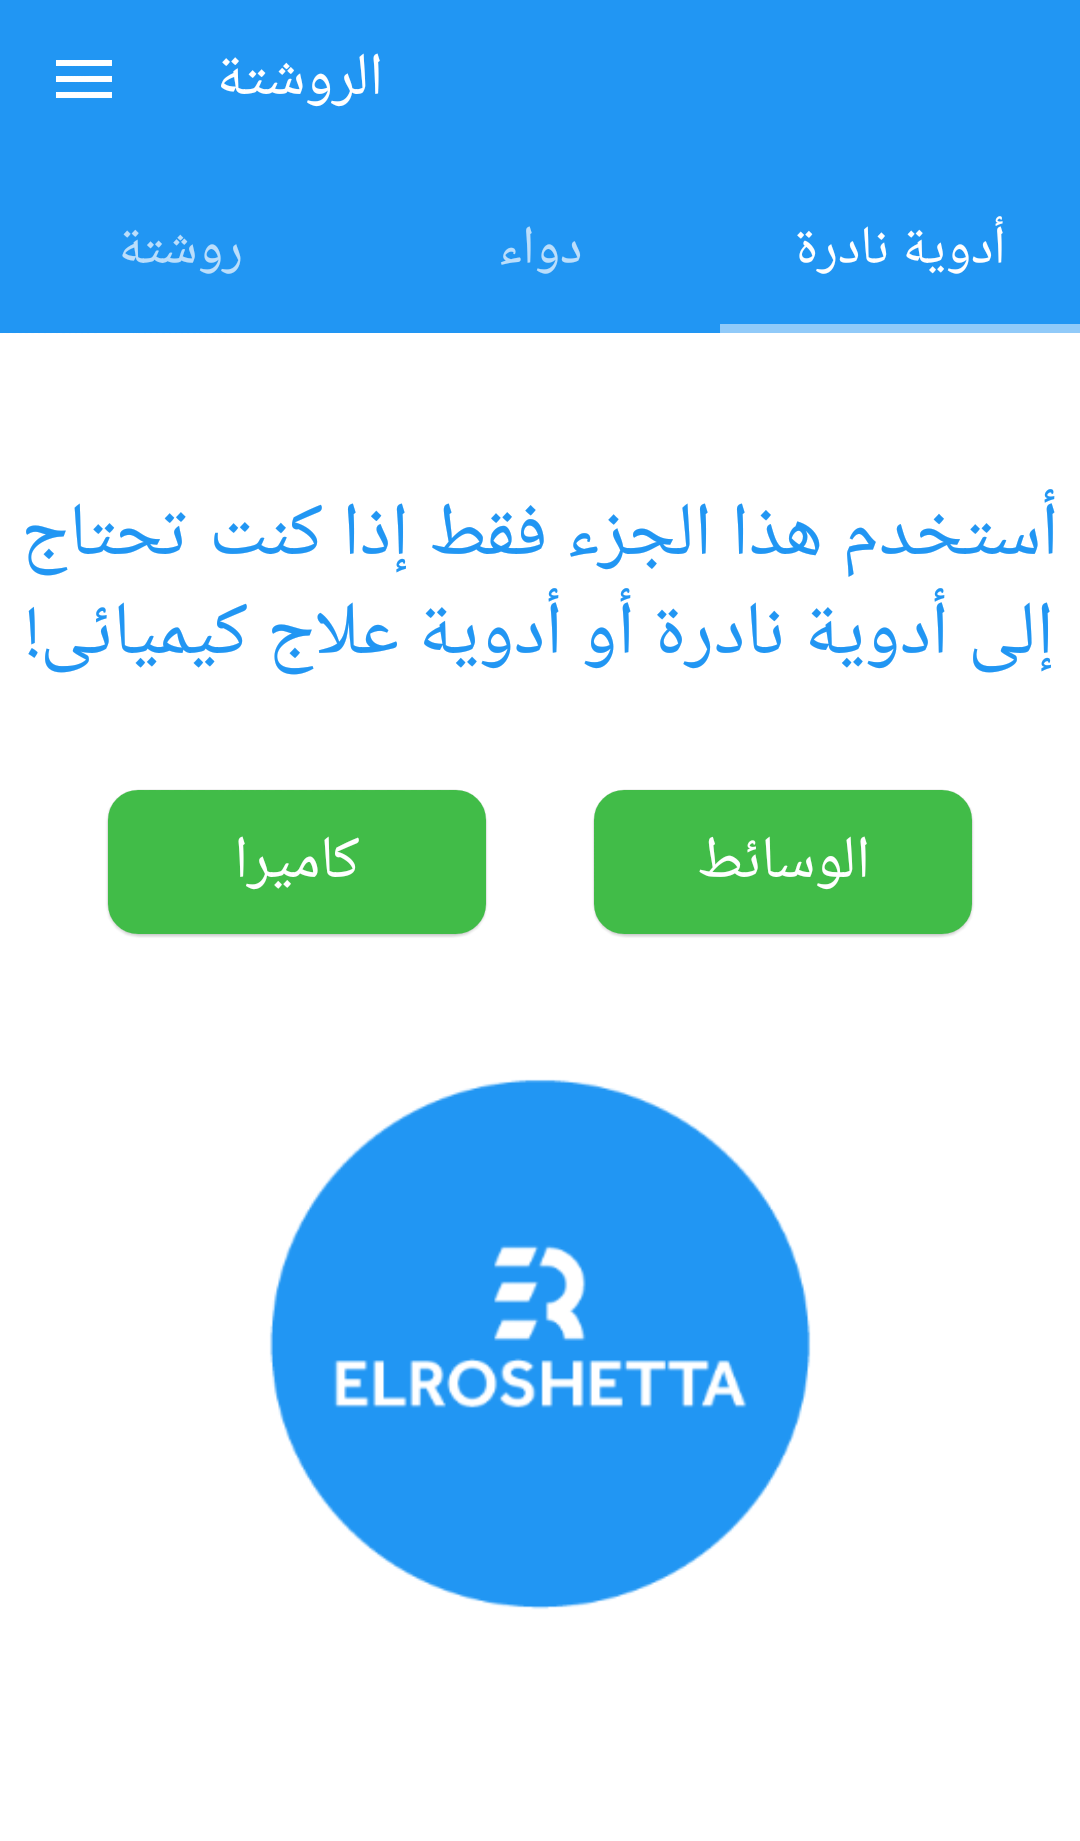 الروشتة
أدوية نادرة
دواء
روشتة
أستخدم هذا الجزء فقط إذا كنت تحتاج
إلى أدوية نادرة أو أدوية علاج كيميائى!
الوسائط
كاميرا
ER
ELROSHETTA